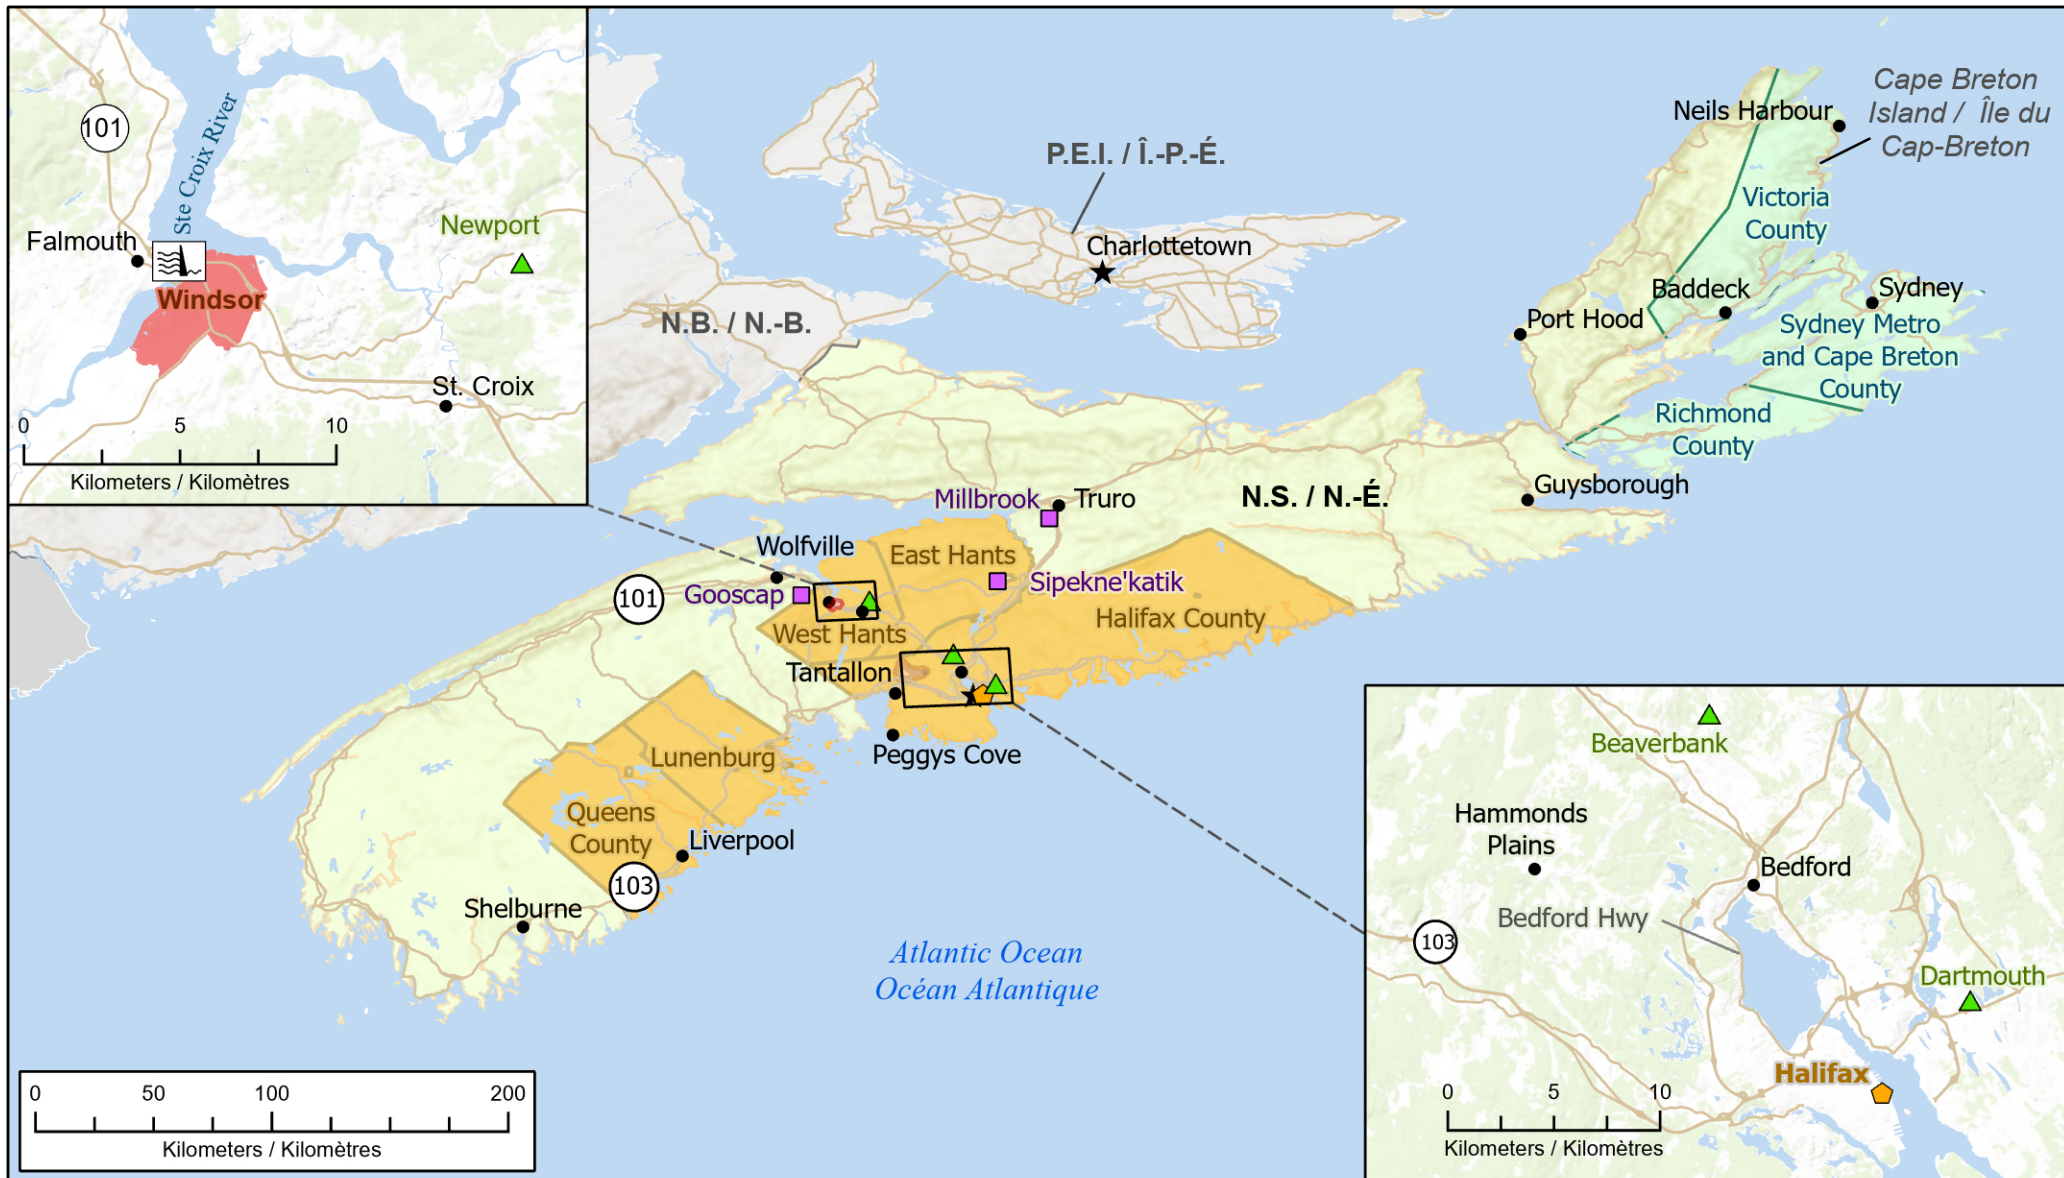 101
Ste Croix River
Newport
Falmouth
Windsor
St. Croix
0 5 10
Kilometers / Kilomètres
P.E.I. / Î.-P.-É.
Charlottetown
N.B. / N.-B.
Neils Harbour
Cape Breton
Island / Île du
Cap-Breton
Victoria
County
Baddeck
Sydney
Port Hood
Sydney Metro
and Cape Breton
County
Richmond
County
Guysborough
N.S. / N.-É.
Millbrook
Truro
Wolfville
East Hants
Gooscap
Sipekne'katik
101
Halifax County
West Hants
Tantallon
Lunenburg
Peggys Cove
Queens
County
Liverpool
103
Shelburne
Atlantic Ocean
Océan Atlantique
0 50 100 200
Kilometers / Kilomètres
Beaverbank
Hammonds
Plains
Bedford
Bedford Hwy
103
Dartmouth
Halifax
0 5 10
Kilometers / Kilomètres